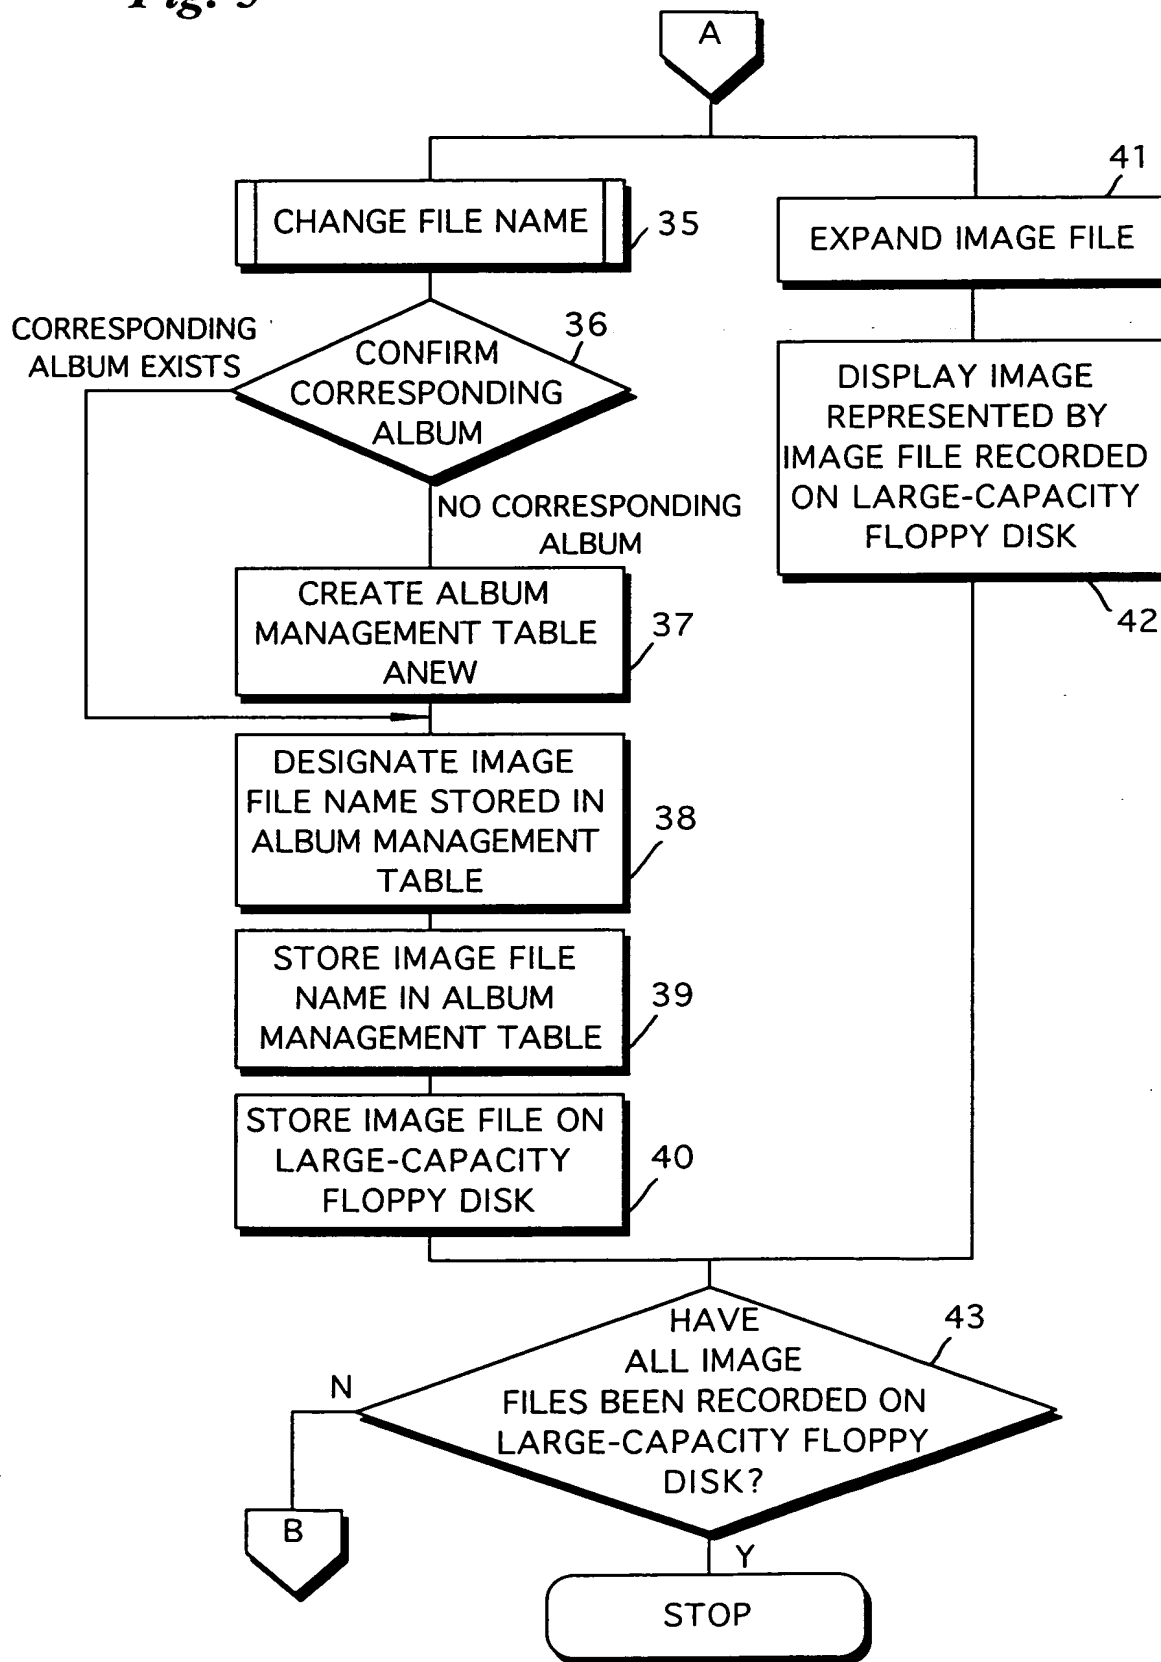 A
CHANGE FILE NAME
35
CORRESPONDING
ALBUM EXISTS
36
CONFIRM
CORRESPONDING
ALBUM
NO CORRESPONDING
ALBUM
CREATE ALBUM
MANAGEMENT TABLE
ANEW
37
DESIGNATE IMAGE
FILE NAME STORED IN
ALBUM MANAGEMENT
TABLE
38
STORE IMAGE FILE
NAME IN ALBUM
MANAGEMENT TABLE
39
STORE IMAGE FILE ON
LARGE-CAPACITY
FLOPPY DISK
40
41
EXPAND IMAGE FILE
DISPLAY IMAGE
REPRESENTED BY
IMAGE FILE RECORDED
ON LARGE-CAPACITY
FLOPPY DISK
42
43
HAVE
ALL IMAGE
FILES BEEN RECORDED ON
LARGE-CAPACITY FLOPPY
DISK?
N
B
Y
STOP